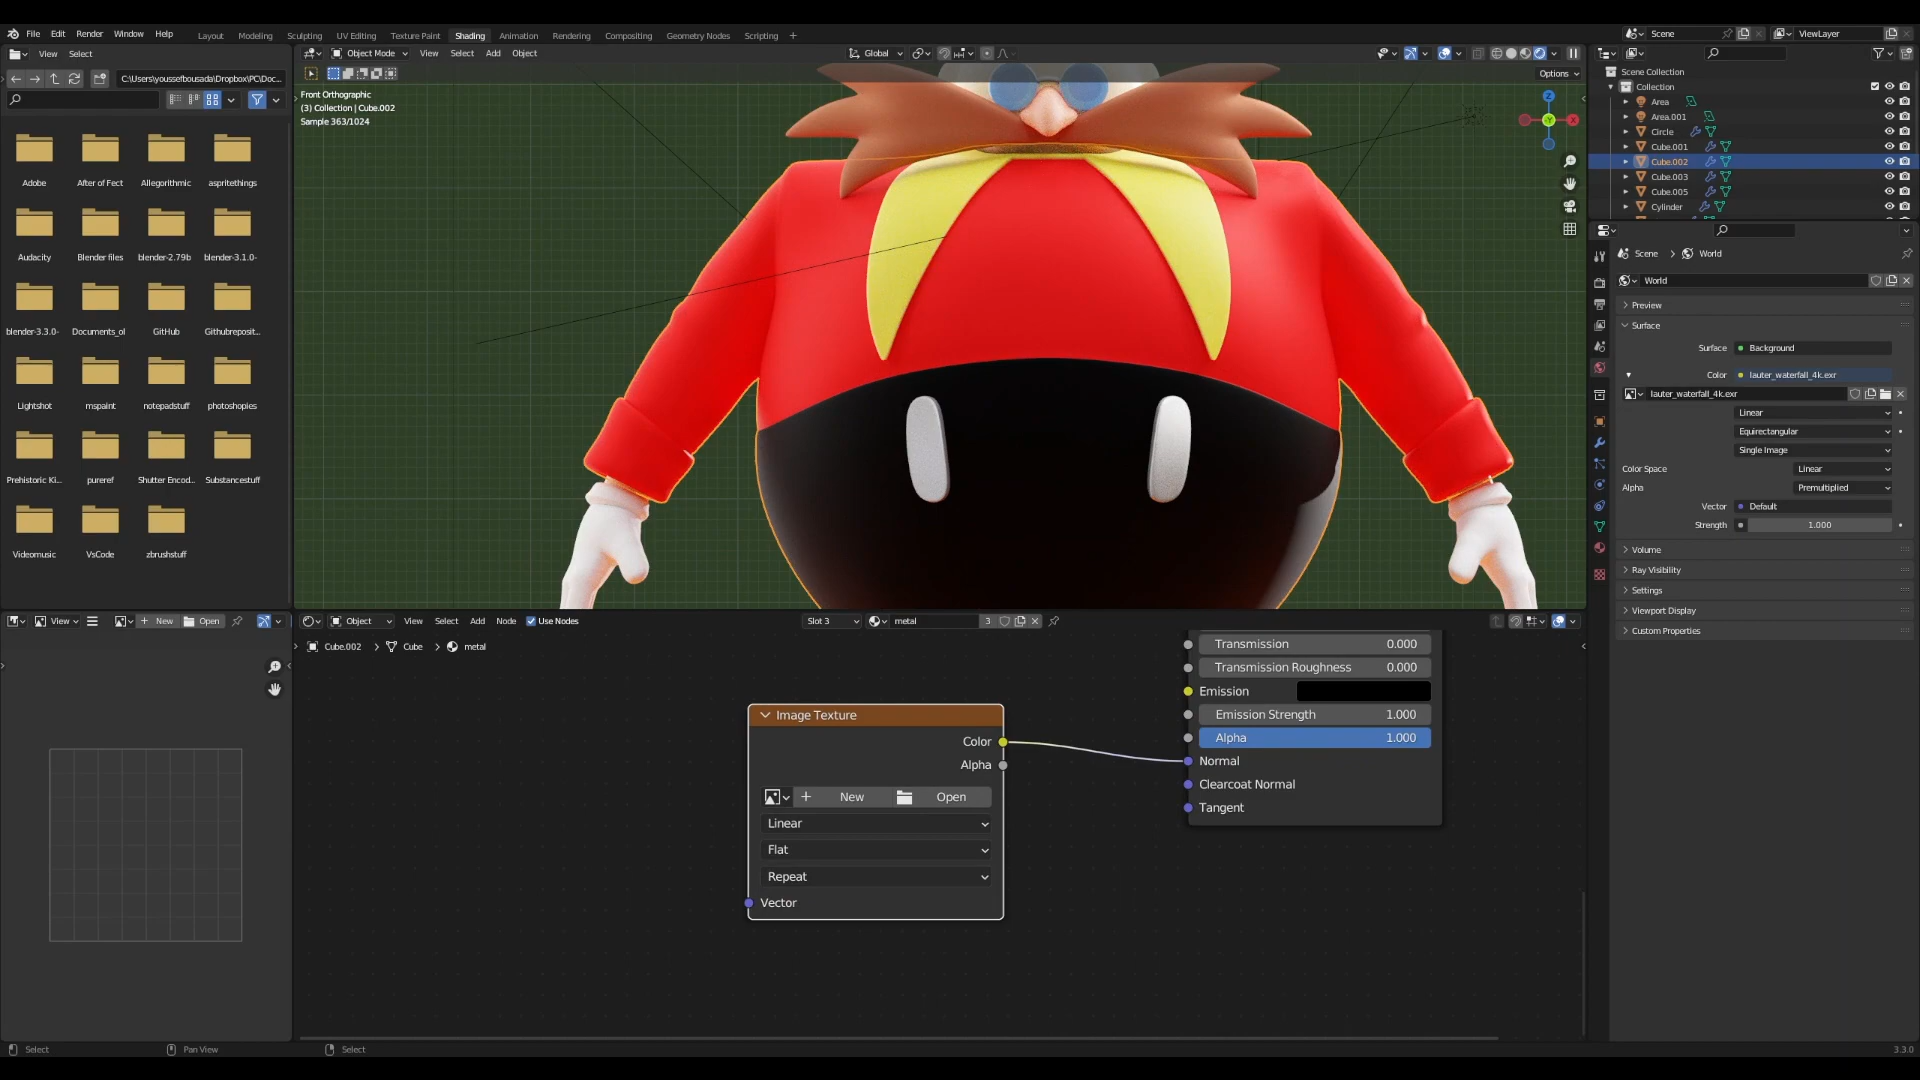 File Edit Render Window Help
Layout Modeling Sculpting UV Editing Texture Paint Shading Animation Rendering Compositing Geometry Nodes Scripting +
Scene
ViewLayer
View Select
Object Mode View Select Add Object
Global
C:\Users\youssefbousada\Dropbox\PC\Doc...
Options
Front Orthographic
(3) Collection | Cube.002
Sample 363/1024
Z
Y
X
Adobe After of Fect Allegorithmic aspritethings
Audacity Blender files blender-2.79b blender-3.1.0-
blender-3.3.0- Documents_ol GitHub Githubreposit...
Lightshot mspaint notepadstuff photoshopies
Prehistoric Ki... pureref Shutter Encod... Substancestuff
Videomusic VsCode zbrushstuff
Scene Collection
Collection
Area
Area.001
Circle
Cube.001
Cube.002
Cube.003
Cube.005
Cylinder
Scene > World
World
Preview
Surface
Surface Background
Color lauter_waterfall_4k.exr
lauter_waterfall_4k.exr
Linear
Equirectangular
Single Image
Color Space Linear
Alpha Premultiplied
Vector Default
Strength 1.000
Volume
Ray Visibility
Settings
Viewport Display
Custom Properties
View New Open
Object View Select Add Node Use Nodes
Slot 3 metal 3
Cube.002 > Cube > metal
Image Texture
Color
Alpha
New Open
Linear
Flat
Repeat
Vector
Transmission 0.000
Transmission Roughness 0.000
Emission
Emission Strength 1.000
Alpha 1.000
Normal
Clearcoat Normal
Tangent
Select Pan View Select
3.3.0